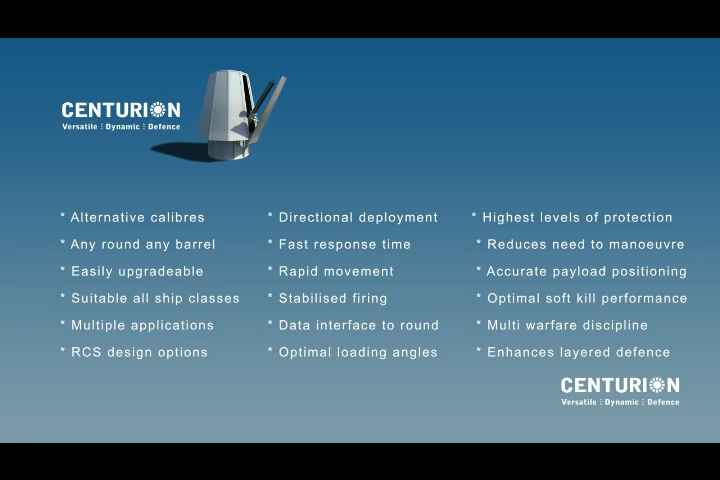 CENTURION
Versatile ⋮ Dynamic ⋮ Defence
* Alternative calibres
* Any round any barrel
* Easily upgradeable
* Suitable all ship classes
* Multiple applications
* RCS design options
* Directional deployment
* Fast response time
* Rapid movement
* Stabilised firing
* Data interface to round
* Optimal loading angles
* Highest levels of protection
* Reduces need to manoeuvre
* Accurate payload positioning
* Optimal soft kill performance
* Multi warfare discipline
* Enhances layered defence
CENTURION
Versatile ⋮ Dynamic ⋮ Defence